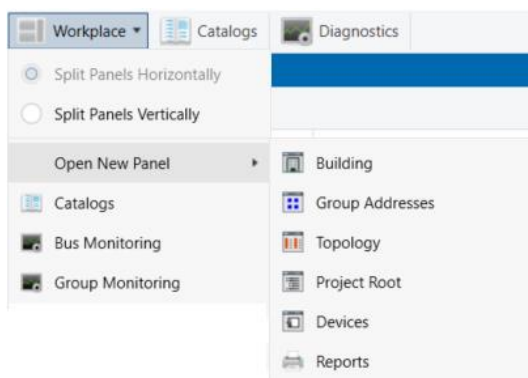 Workplace Catalogs Diagnostics
Split Panels Horizontally
Split Panels Vertically
Open New Panel
Catalogs
Bus Monitoring
Group Monitoring
Building
Group Addresses
Topology
Project Root
Devices
Reports